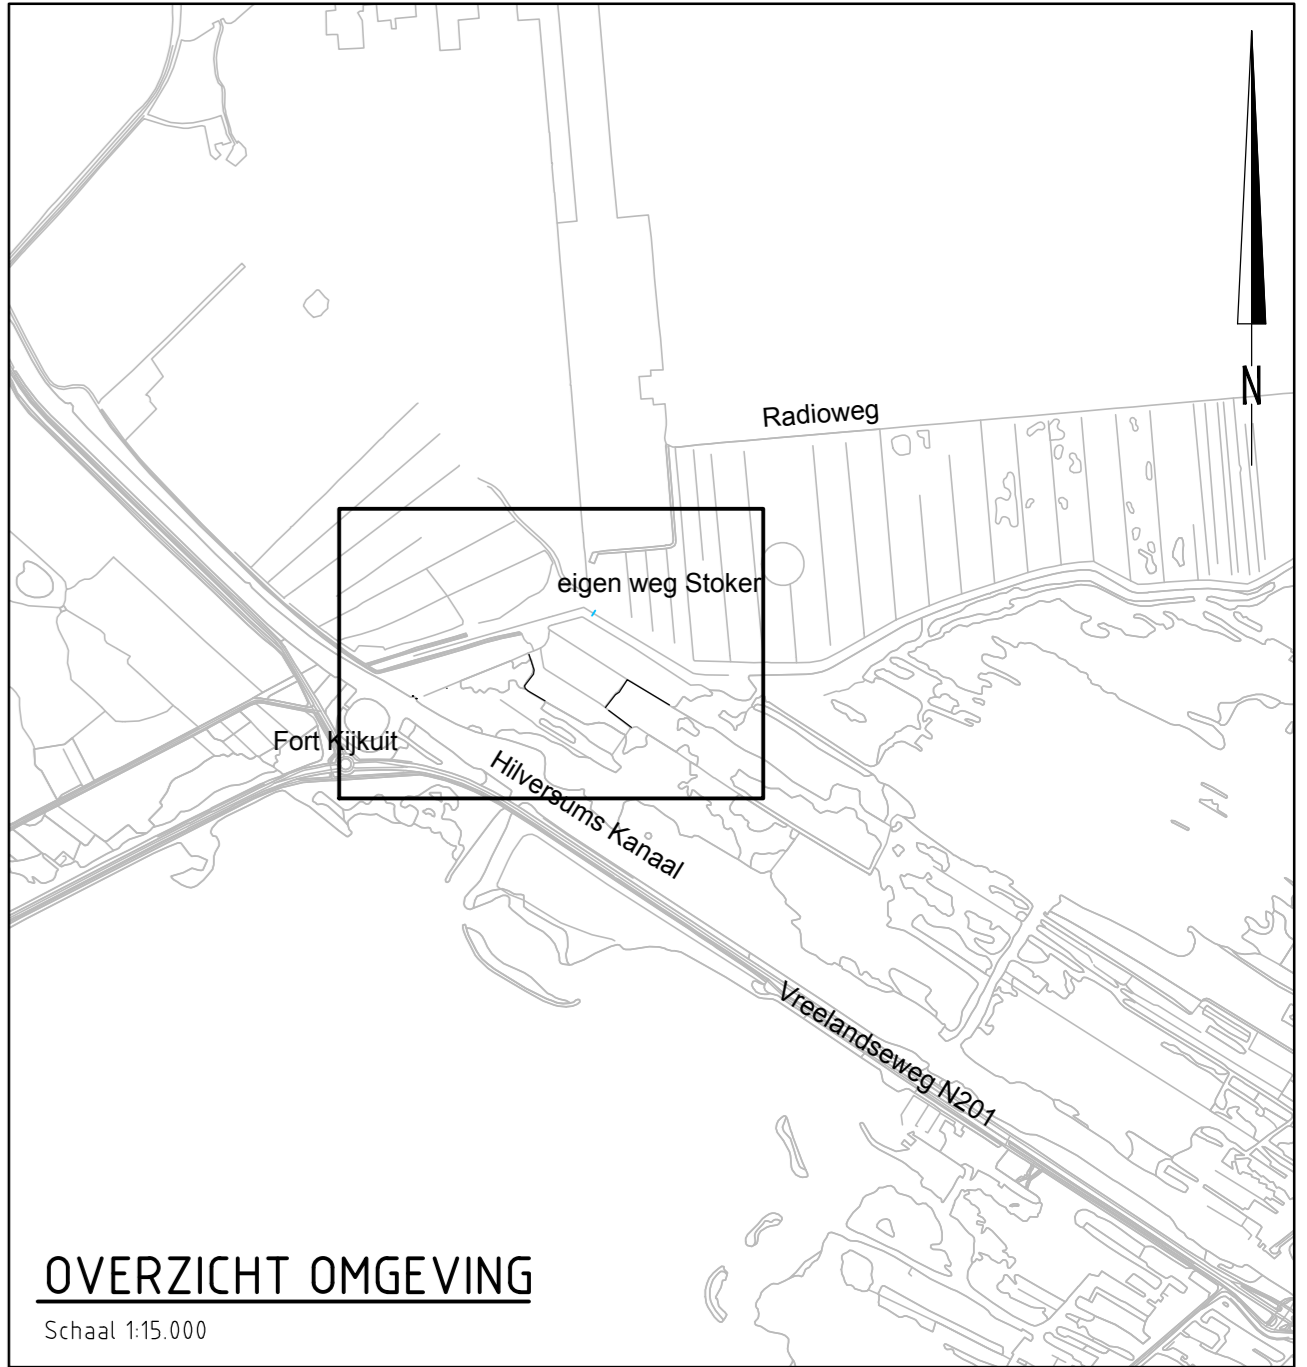 N
Radioweg
eigen weg Stoker
Fort Kijkuit
Hilversums Kanaal
Vreelandseweg N201
OVERZICHT OMGEVING
Schaal 1:15.000